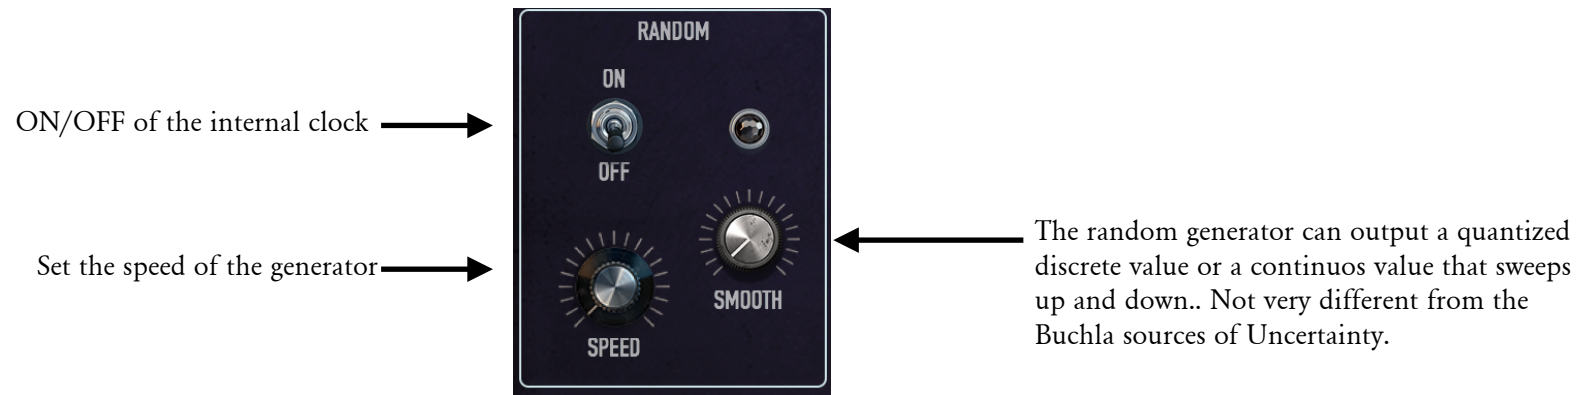 RANDOM
ON
ON/OFF of the internal clock
OFF
The random generator can output a quantized
discrete value or a continuos value that sweeps
up and down.. Not very different from the
Buchla sources of Uncertainty.
Set the speed of the generator
SMOOTH
SPEED